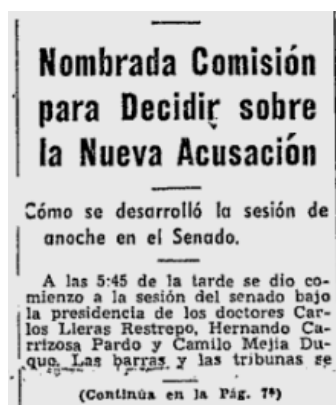 Nombrada Comisión
para Decidir sobre
la Nueva Acusación
Cómo se desarrolló la sesión de
anoche en el Senado.
A las 5:45 de la tarde se dio co-
mienzo a la sesión del senado bajo
la presidencia de los doctores Car-
los Lleras Restrepo, Hernando Ca-
rrizosa Pardo y Camilo Mejía Du-
que. Las barras y las tribunas se
(Continúa en la Pág. 7ª)